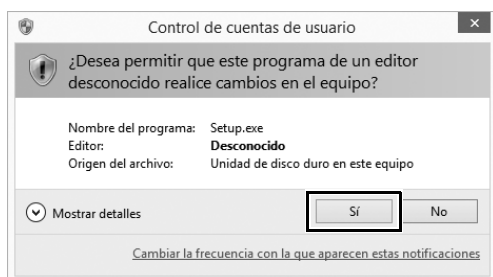 Control de cuentas de usuario
¿Desea permitir que este programa de un editor
desconocido realice cambios en el equipo?
Nombre del programa: Setup.exe
Editor: Desconocido
Origen del archivo: Unidad de disco duro en este equipo
Mostrar detalles Sí No
Cambiar la frecuencia con la que aparecen estas notificaciones